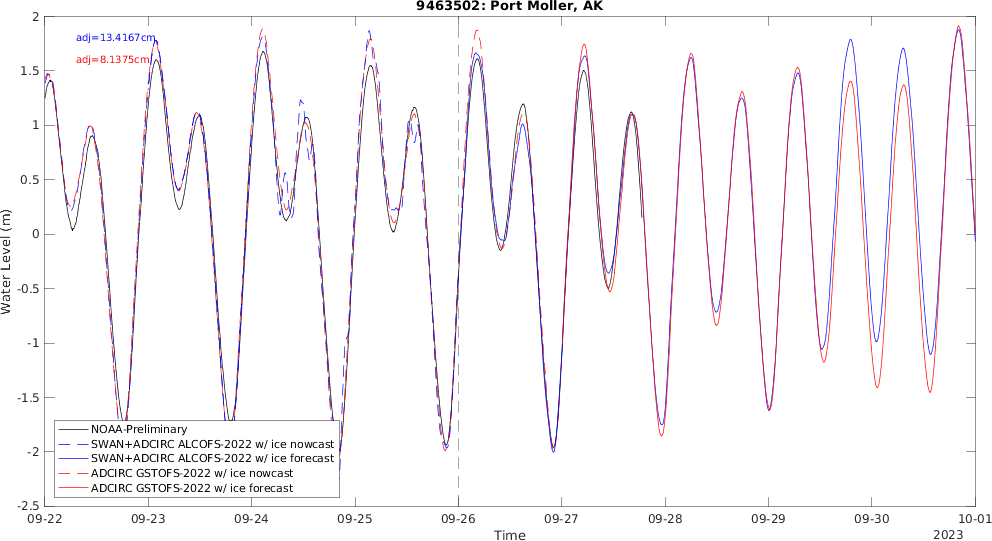 9463502: Port Moller, AK
adj=13.4167cm
adj=8.1375cm
2
1.5
1
0.5
0
-0.5
-1
-1.5
-2
-2.5
Water Level (m)
NOAA-Preliminary
SWAN+ADCIRC ALCOFS-2022 w/ ice nowcast
SWAN+ADCIRC ALCOFS-2022 w/ ice forecast
ADCIRC GSTOFS-2022 w/ ice nowcast
ADCIRC GSTOFS-2022 w/ ice forecast
09-22 09-23 09-24 09-25 09-26 09-27 09-28 09-29 09-30 10-01
Time
2023